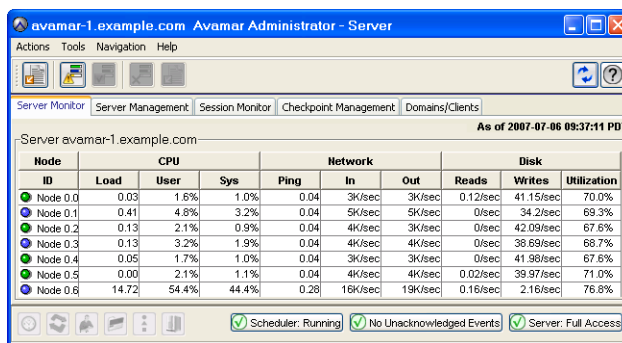 avamar-1.example.com Avamar Administrator - Server
Actions Tools Navigation Help
Server Monitor Server Management Session Monitor Checkpoint Management Domains/Clients
As of 2007-07-06 09:37:11 PD
Server avamar-1.example.com
Node CPU Network Disk
ID Load User Sys Ping In Out Reads Writes Utilization
Node 0.0 0.03 1.6% 1.0% 0.04 3K/sec 3K/sec 0.12/sec 41.15/sec 70.0%
Node 0.1 0.41 4.8% 3.2% 0.04 5K/sec 5K/sec 0/sec 34.2/sec 69.3%
Node 0.2 0.13 2.1% 0.9% 0.04 3K/sec 4K/sec 0/sec 42.09/sec 67.6%
Node 0.3 0.13 3.2% 1.9% 0.04 4K/sec 4K/sec 0/sec 38.69/sec 68.7%
Node 0.4 0.05 1.7% 1.0% 0.04 3K/sec 3K/sec 0/sec 41.98/sec 67.6%
Node 0.5 0.00 2.1% 1.1% 0.04 4K/sec 4K/sec 0.02/sec 39.97/sec 71.0%
Node 0.6 14.72 54.4% 44.4% 0.28 16K/sec 19K/sec 0.16/sec 2.16/sec 76.8%
Scheduler: Running No Unacknowledged Events Server: Full Access